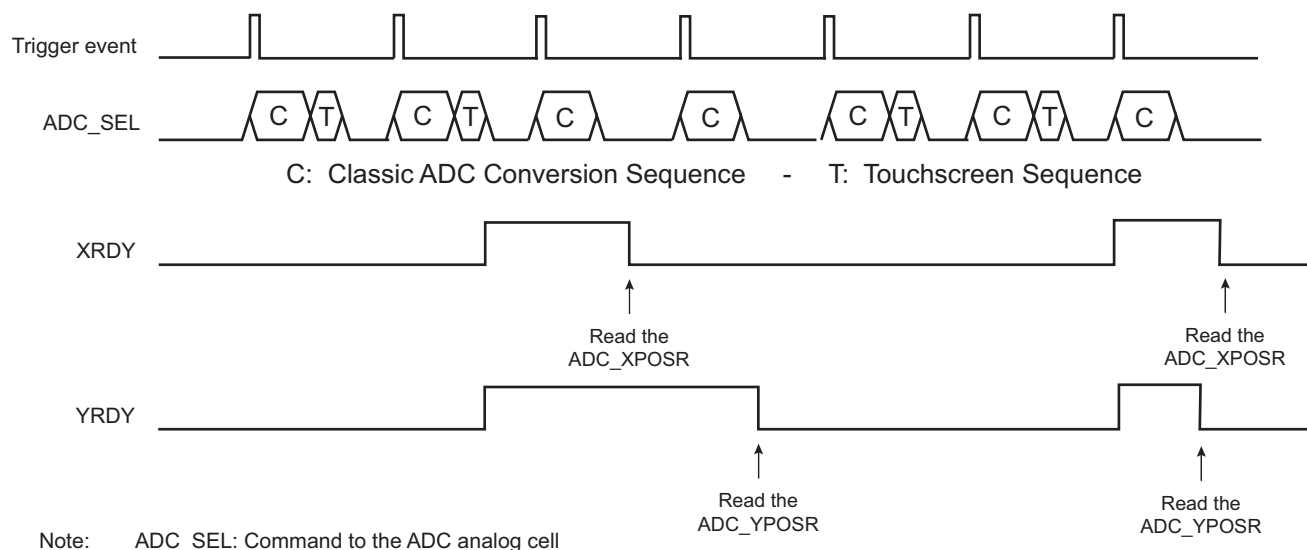 Trigger event
ADC_SEL
C T C T C C C T C T C
C: Classic ADC Conversion Sequence - T: Touchscreen Sequence
XRDY
Read the
ADC_XPOSR
Read the
ADC_XPOSR
YRDY
Read the
ADC_YPOSR
Read the
ADC_YPOSR
Note: ADC_SEL: Command to the ADC analog cell